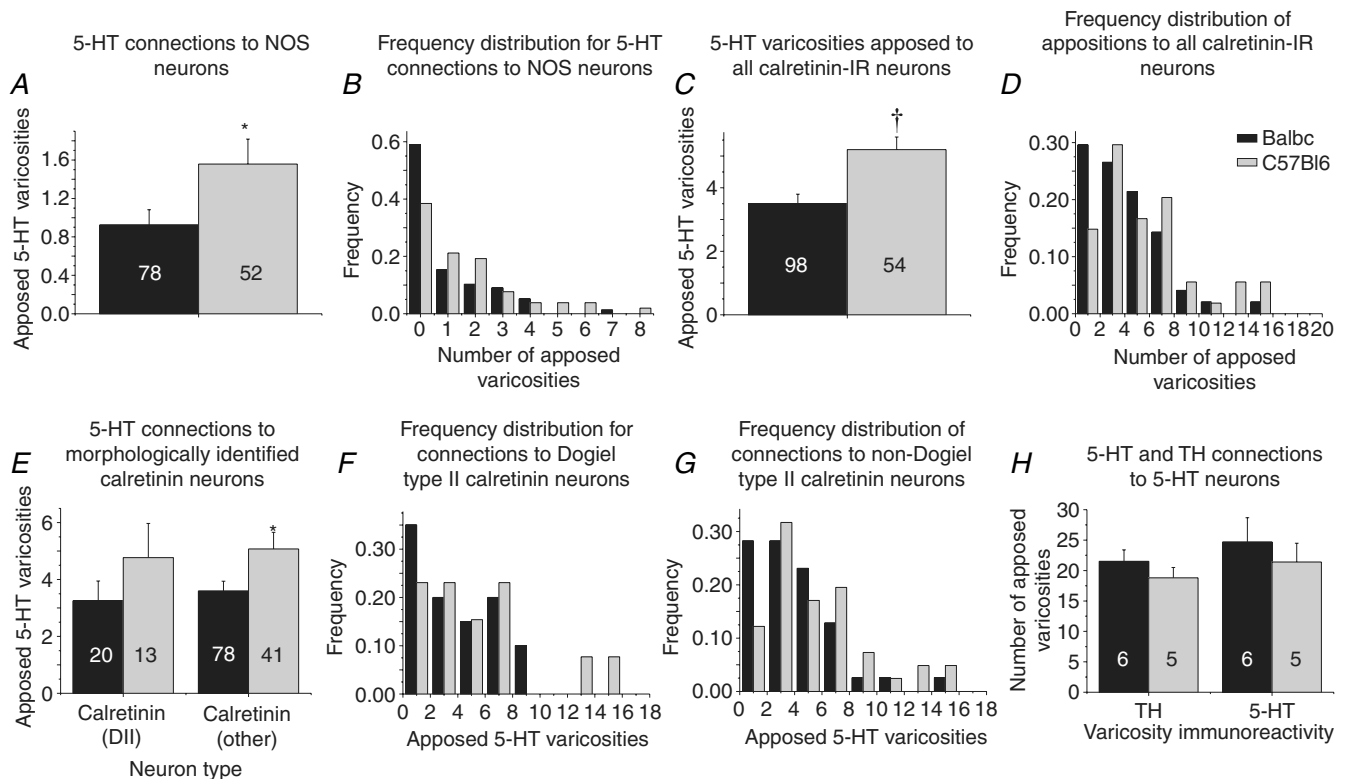 5-HT connections to NOS
neurons
A
Apposed 5-HT varicosities
1.6
1.2
0.8
0.4
0.0
*
78
52
Frequency distribution for 5-HT
connections to NOS neurons
B
Frequency
0.6
0.4
0.2
0.0
0 1 2 3 4 5 6 7 8
Number of apposed
varicosities
5-HT varicosities apposed to
all calretinin-IR neurons
C
Apposed 5-HT varicosities
4
2
0
†
98
54
Frequency distribution of
appositions to all calretinin-IR
neurons
D
Frequency
0.30
0.20
0.10
0.00
Balbc
C57Bl6
0 2 4 6 8 10 12 14 16 18 20
Number of apposed
varicosities
5-HT connections to
morphologically identified
calretinin neurons
E
Apposed 5-HT varicosities
6
4
2
0
*
20
13
78
41
Calretinin
(DII)
Calretinin
(other)
Neuron type
Frequency distribution for
connections to Dogiel
type II calretinin neurons
F
Frequency
0.30
0.20
0.10
0.00
0 2 4 6 8 10 12 14 16 18
Apposed 5-HT varicosities
Frequency distribution of
connections to non-Dogiel
type II calretinin neurons
G
Frequency
0.30
0.20
0.10
0.00
0 2 4 6 8 10 12 14 16 18
Apposed 5-HT varicosities
5-HT and TH connections
to 5-HT neurons
H
Number of apposed
varicosities
30
25
20
15
10
5
0
6
5
6
5
TH
5-HT
Varicosity immunoreactivity